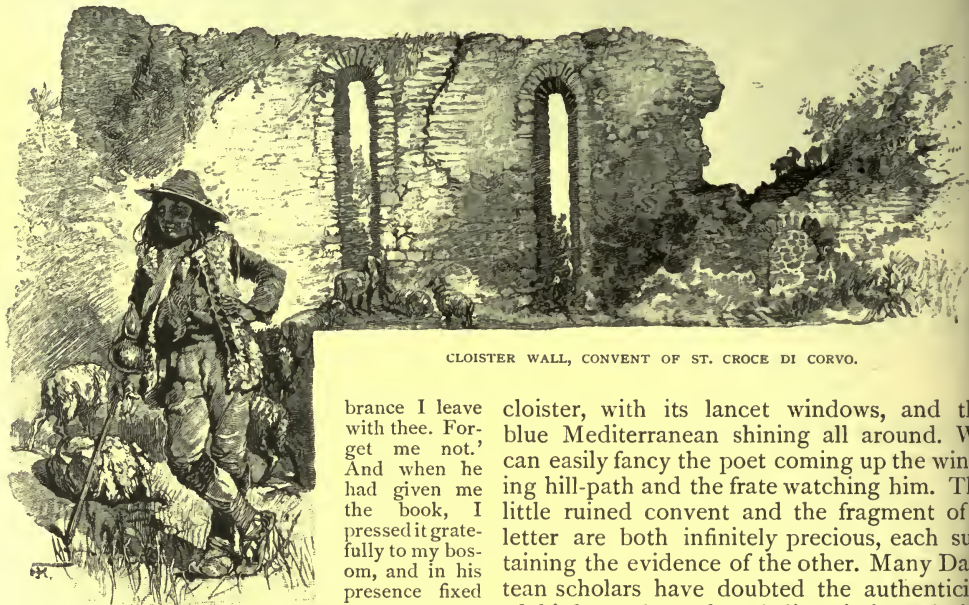 CLOISTER WALL, CONVENT OF ST. CROCE DI CORVO.
brance I leave
with thee. For-
get me not.’
And when he
had given me
the book, I
pressed it grate-
fully to my bos-
om, and in his
presence fixed
cloister, with its lancet windows, and
blue Mediterranean shining all around.
can easily fancy the poet coming up the win
ing hill-path and the frate watching him.
little ruined convent and the fragment of
letter are both infinitely precious, each su
taining the evidence of the other. Many Da
tean scholars have doubted the authentici